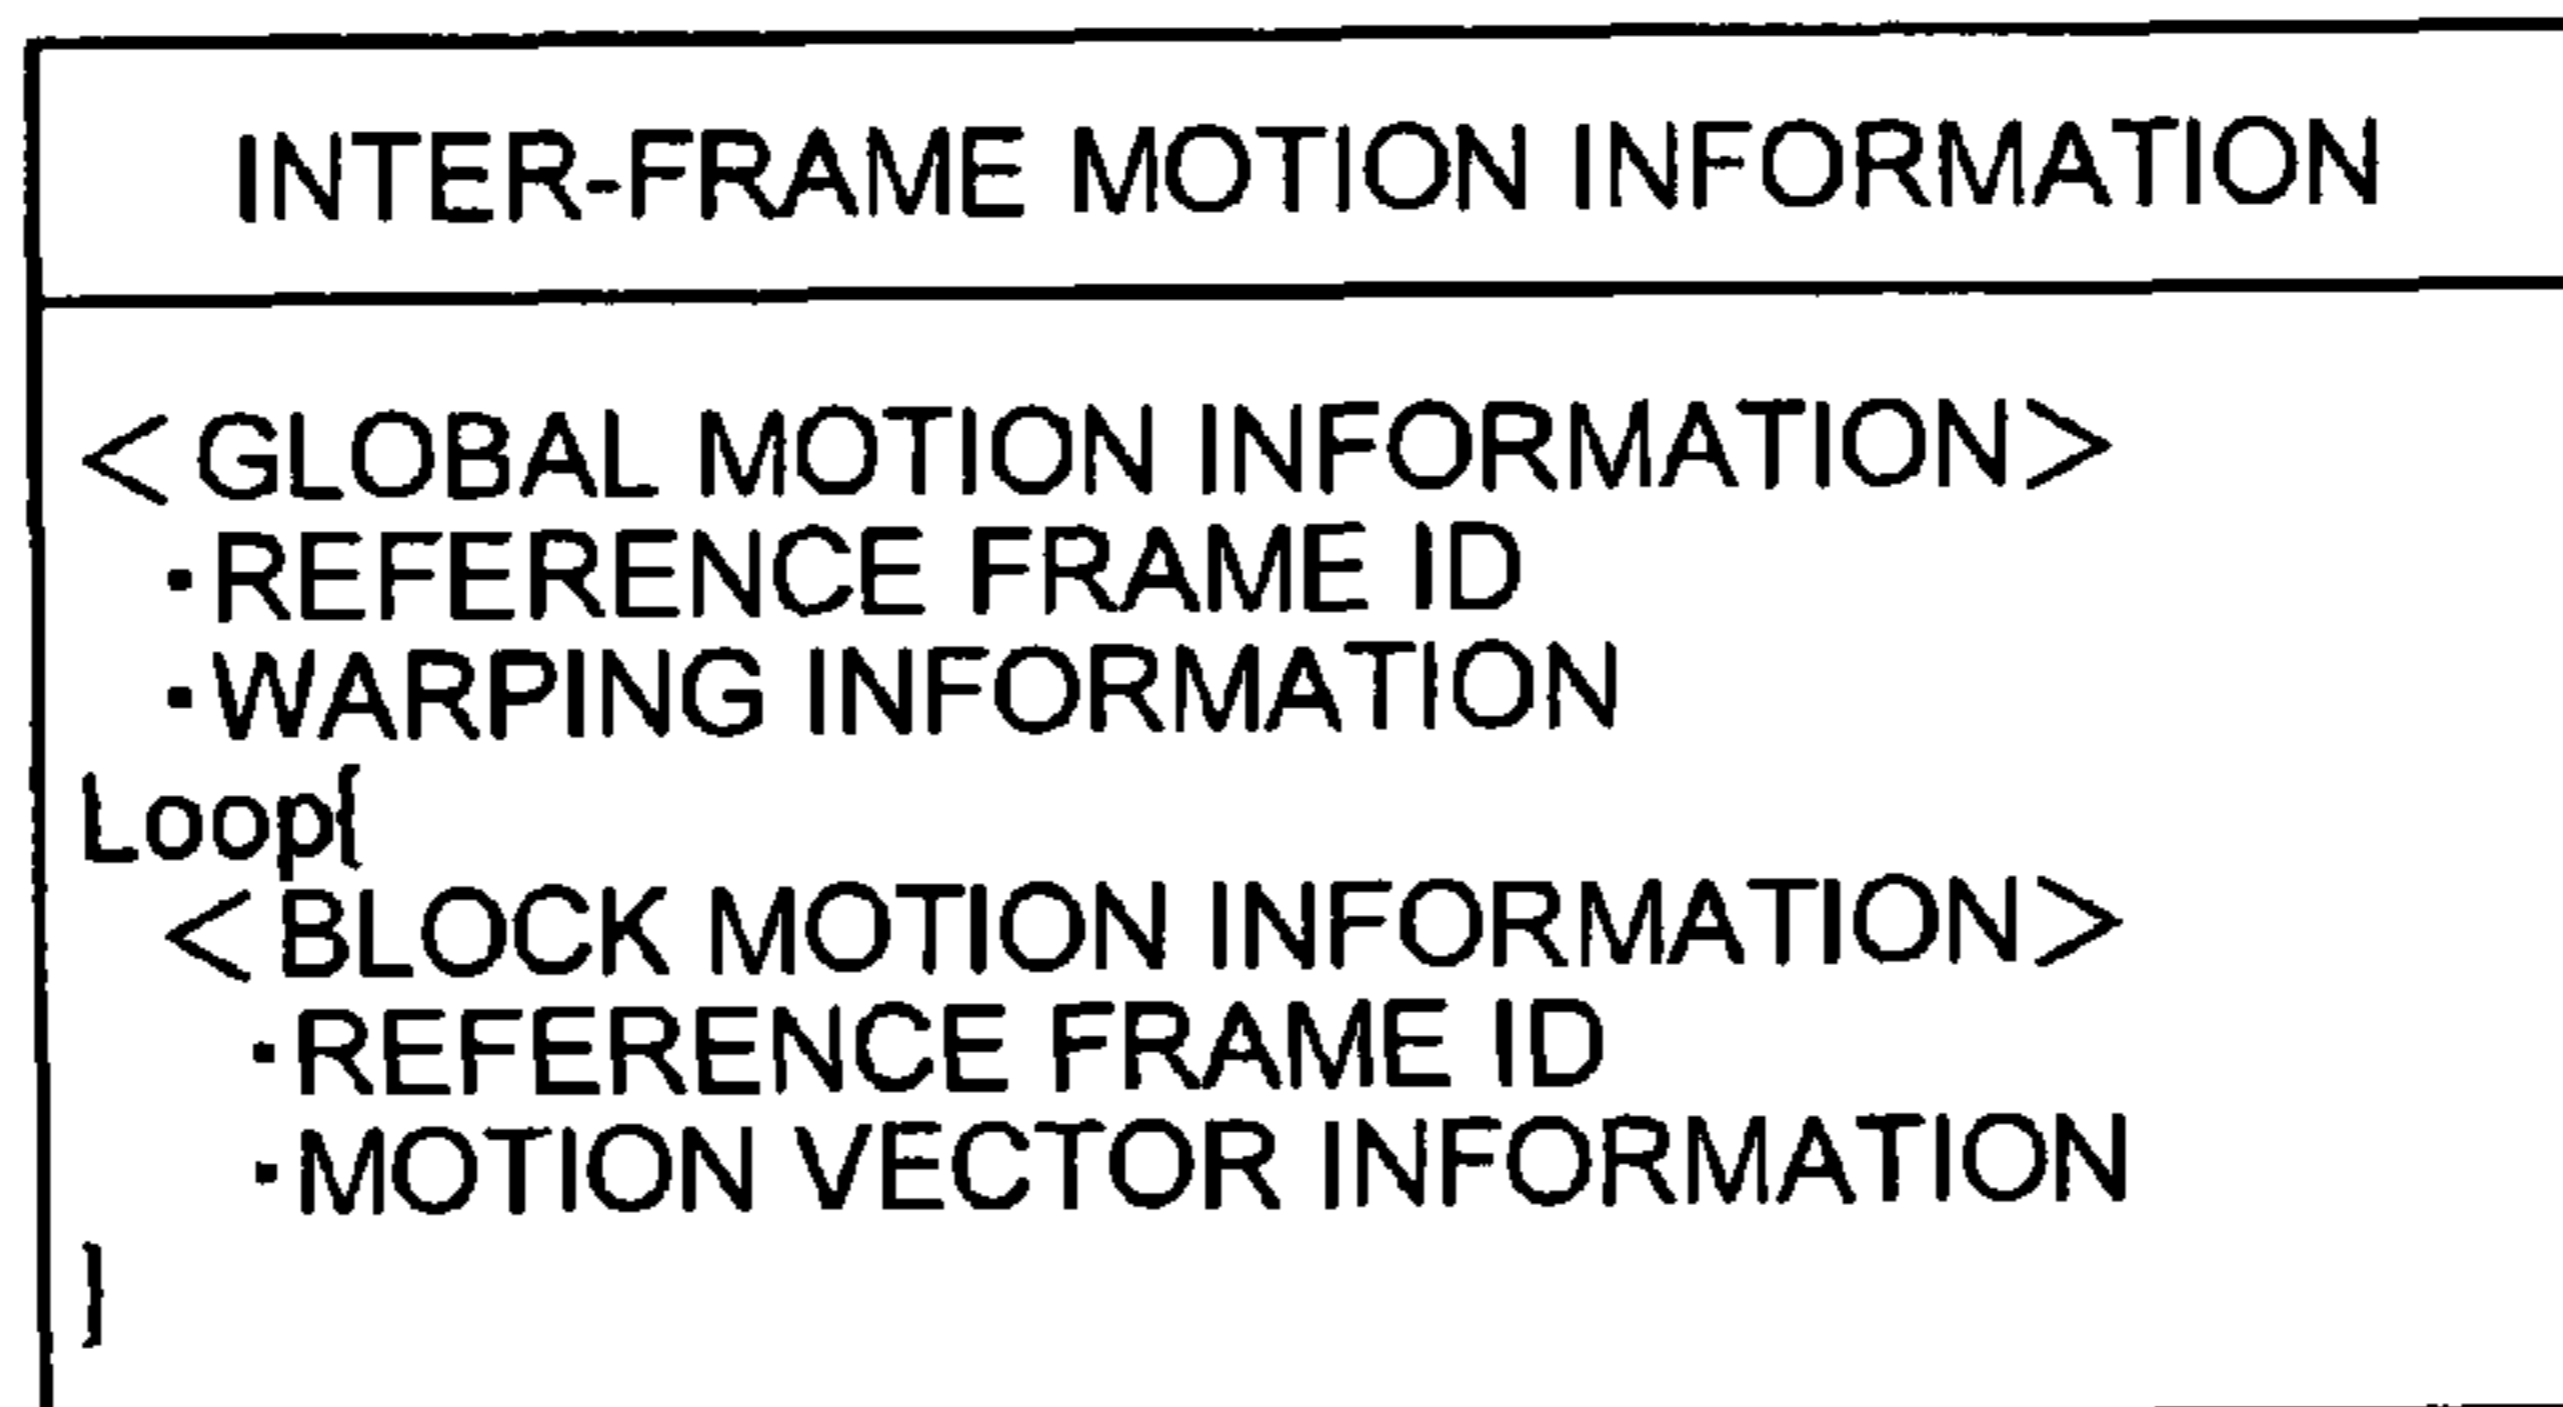 INTER-FRAME MOTION INFORMATION
<GLOBAL MOTION INFORMATION>
・REFERENCE FRAME ID
・WARPING INFORMATION
Loop{
<BLOCK MOTION INFORMATION>
・REFERENCE FRAME ID
・MOTION VECTOR INFORMATION
}